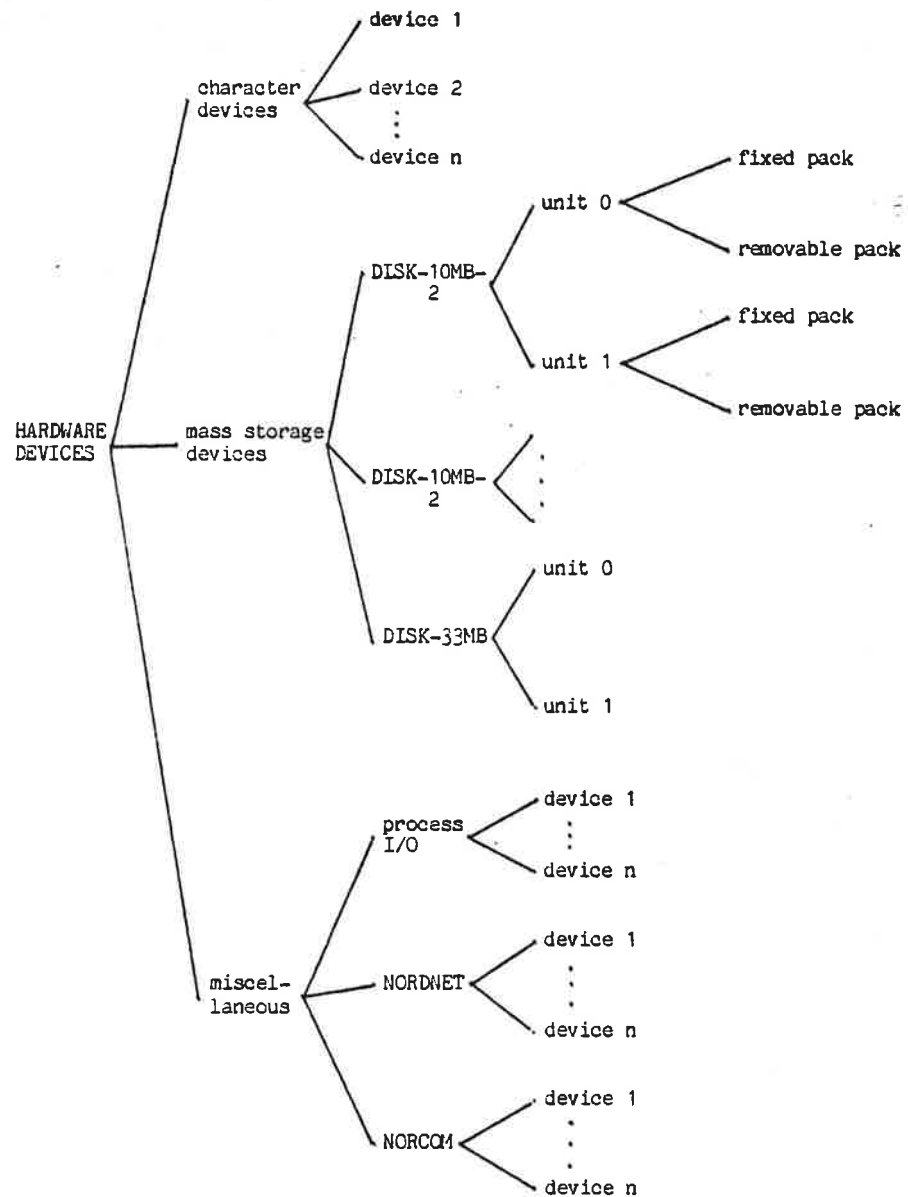 device 1
character
devices
device 2
device n
fixed pack
unit 0
removable pack
DISK-10MB-
2
fixed pack
unit 1
removable pack
HARDWARE
DEVICES
mass storage
devices
DISK-10MB-
2
unit 0
DISK-33MB
unit 1
device 1
process
I/O
device n
device 1
miscel-
laneous
NORDNET
device n
device 1
NORCOM
device n